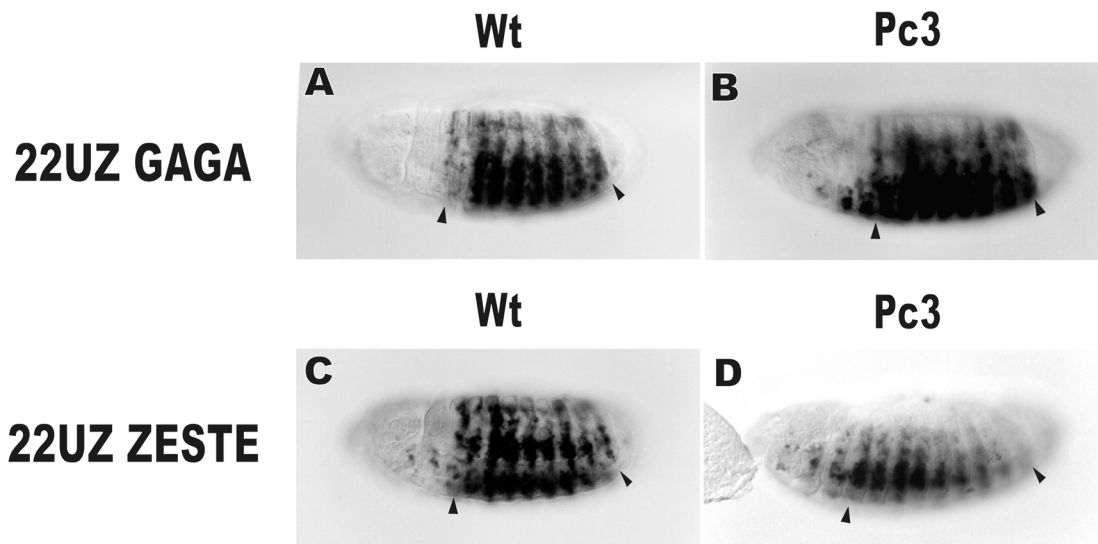 Wt Pc3
A B
22UZ GAGA
Wt Pc3
C D
22UZ ZESTE